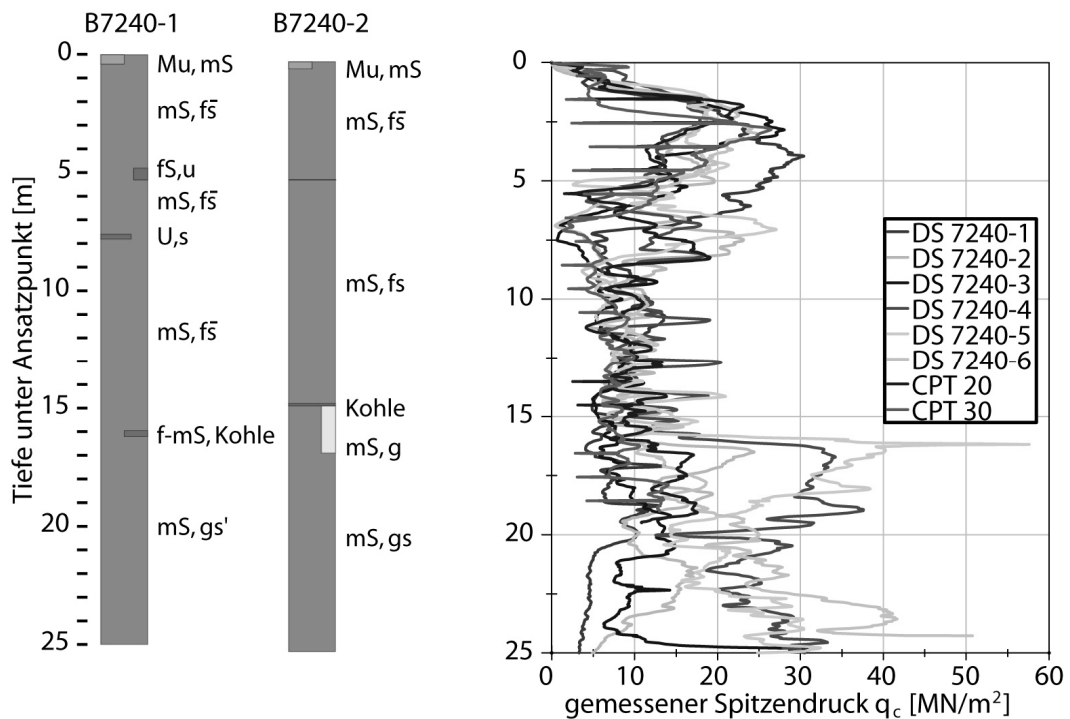 B7240-1
B7240-2
Tiefe unter Ansatzpunkt [m]
0
5
10
15
20
25
Mu, mS
mS, fs̄
fS,u
mS, fs̄
U,s
mS, fs̄
f-mS, Kohle
mS, gs'
Mu, mS
mS, fs̄
mS, fs
Kohle
mS, g
mS, gs
0
5
10
15
20
25
DS 7240-1
DS 7240-2
DS 7240-3
DS 7240-4
DS 7240-5
DS 7240-6
CPT 20
CPT 30
0 10 20 30 40 50 60
gemessener Spitzendruck qc [MN/m²]